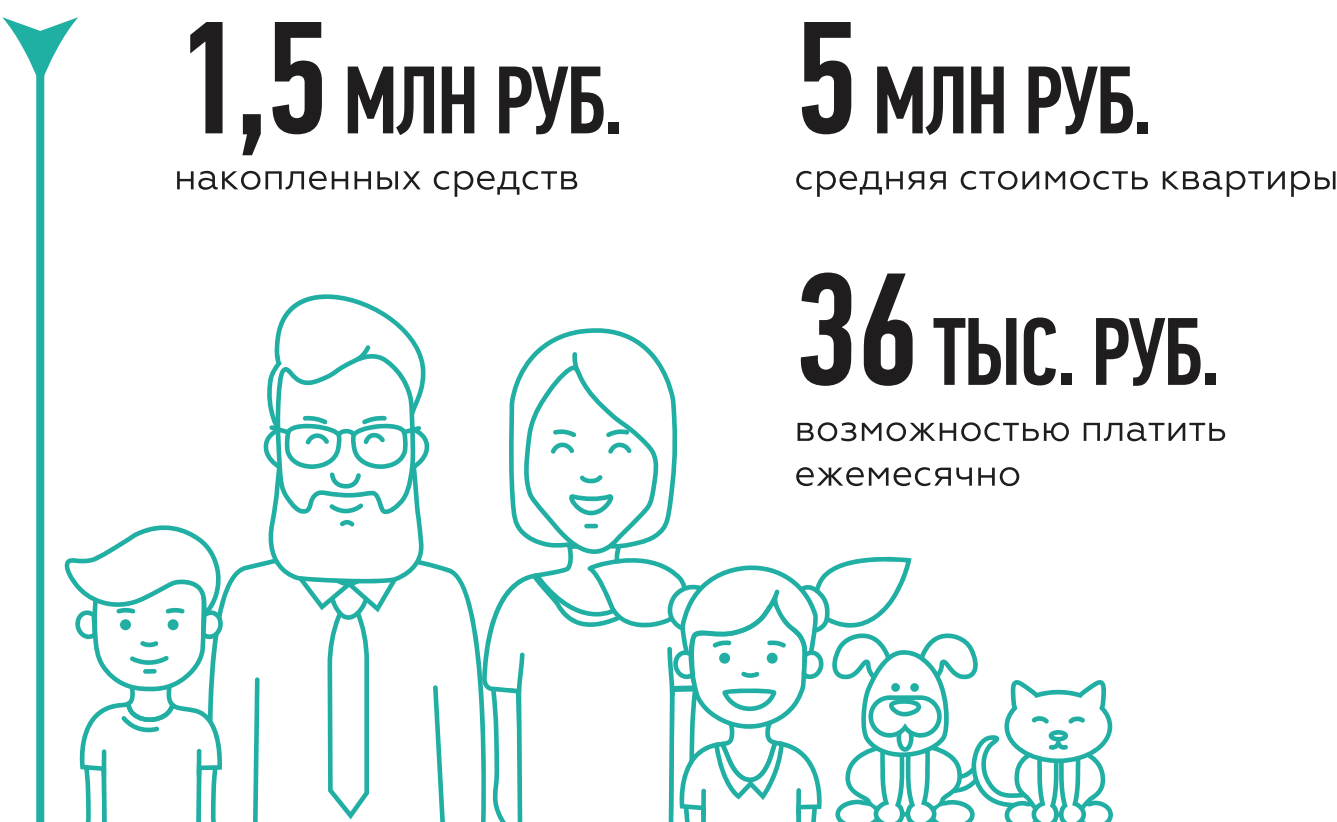 1,5 МЛН РУБ.
накопленных средств
5 МЛН РУБ.
средняя стоимость квартиры
36 ТЫС. РУБ.
возможностью платить
ежемесячно